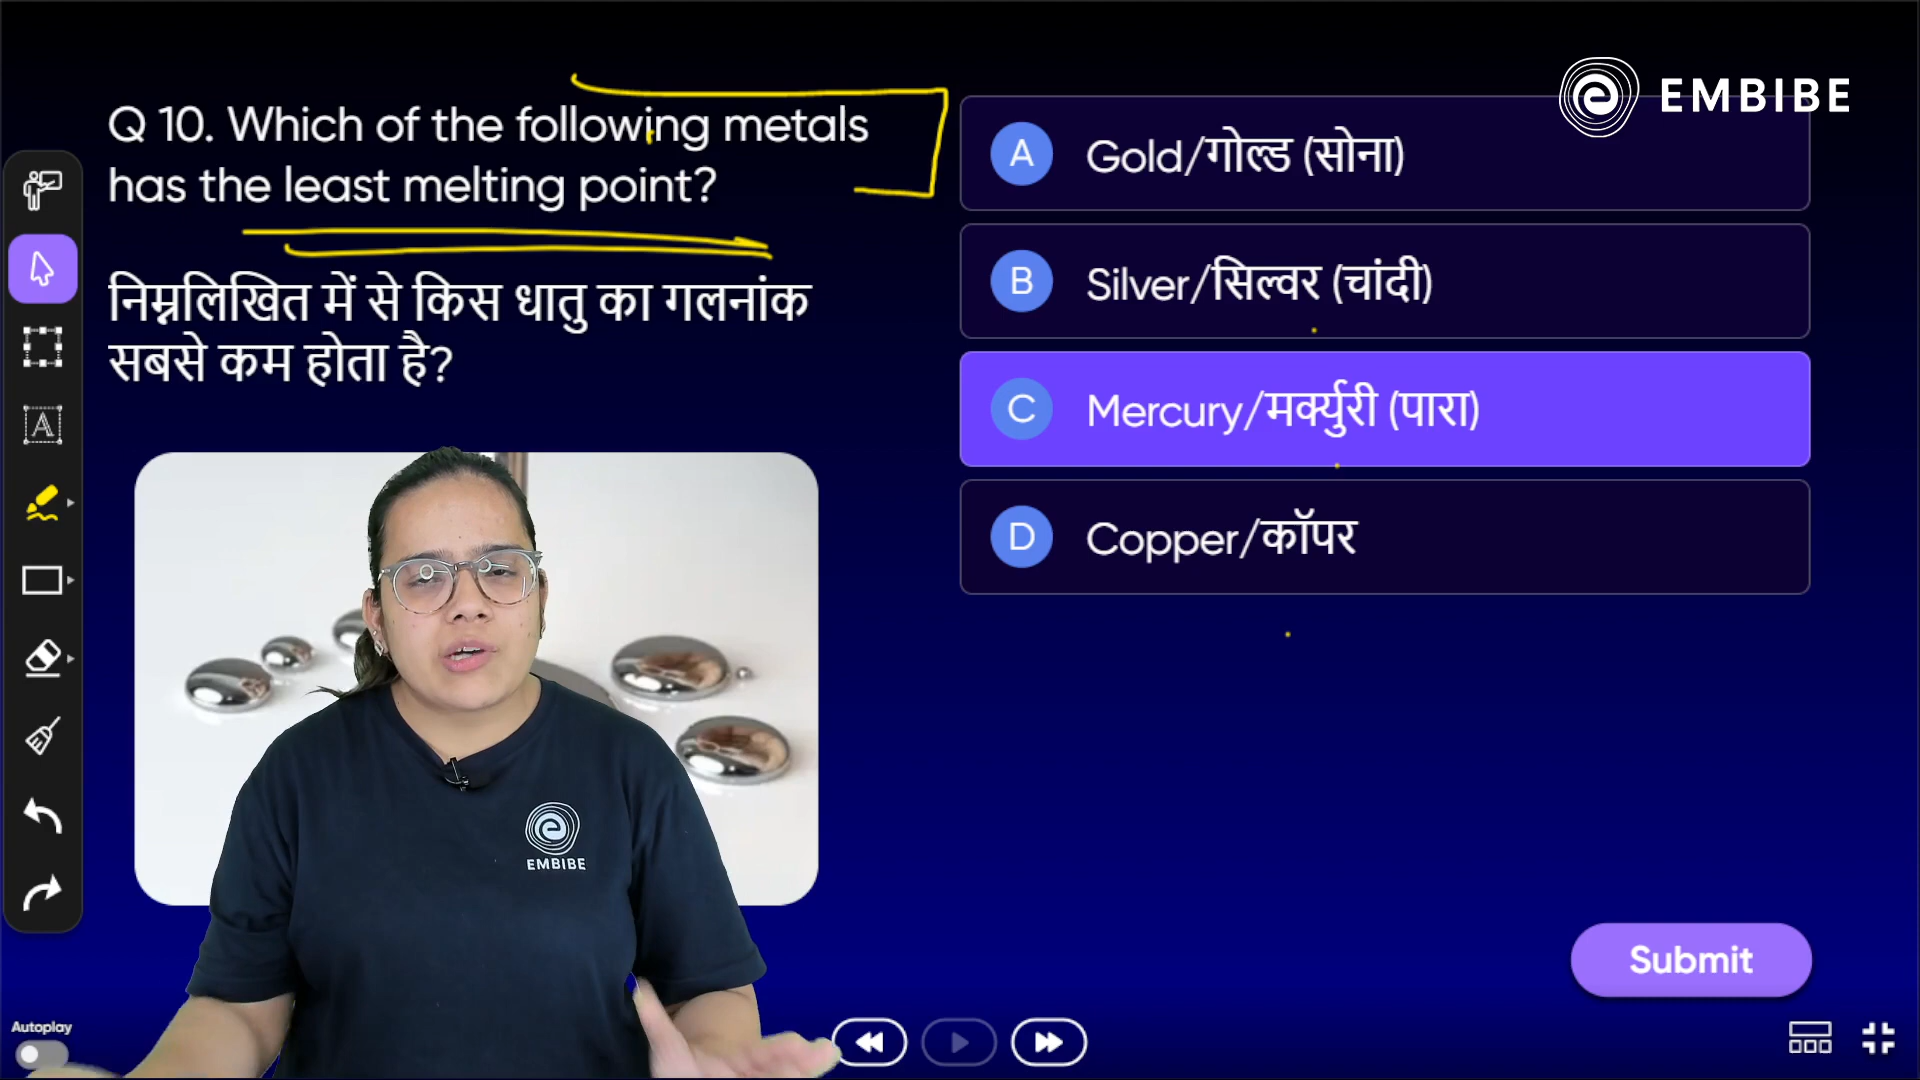 EMBIBE
Q 10. Which of the following metals
has the least melting point?
निम्नलिखित में से किस धातु का गलनांक
सबसे कम होता है?
A Gold/गोल्ड (सोना)
B Silver/सिल्वर (चांदी)
C Mercury/मर्क्युरी (पारा)
D Copper/कॉपर
A
EMBIBE
Submit
Autoplay